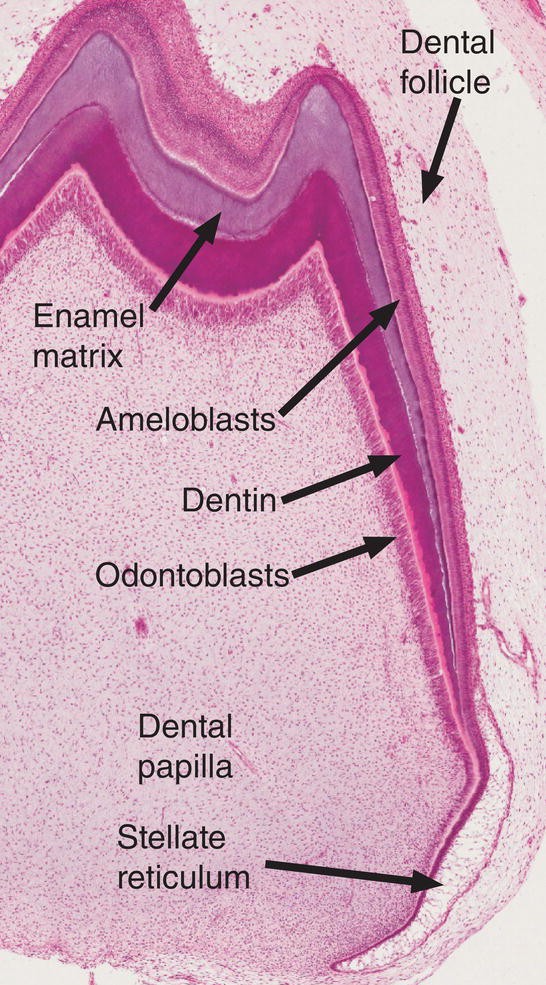 Dental
follicle
Enamel
matrix
Ameloblasts
Dentin
Odontoblasts
Dental
papilla
Stellate
reticulum